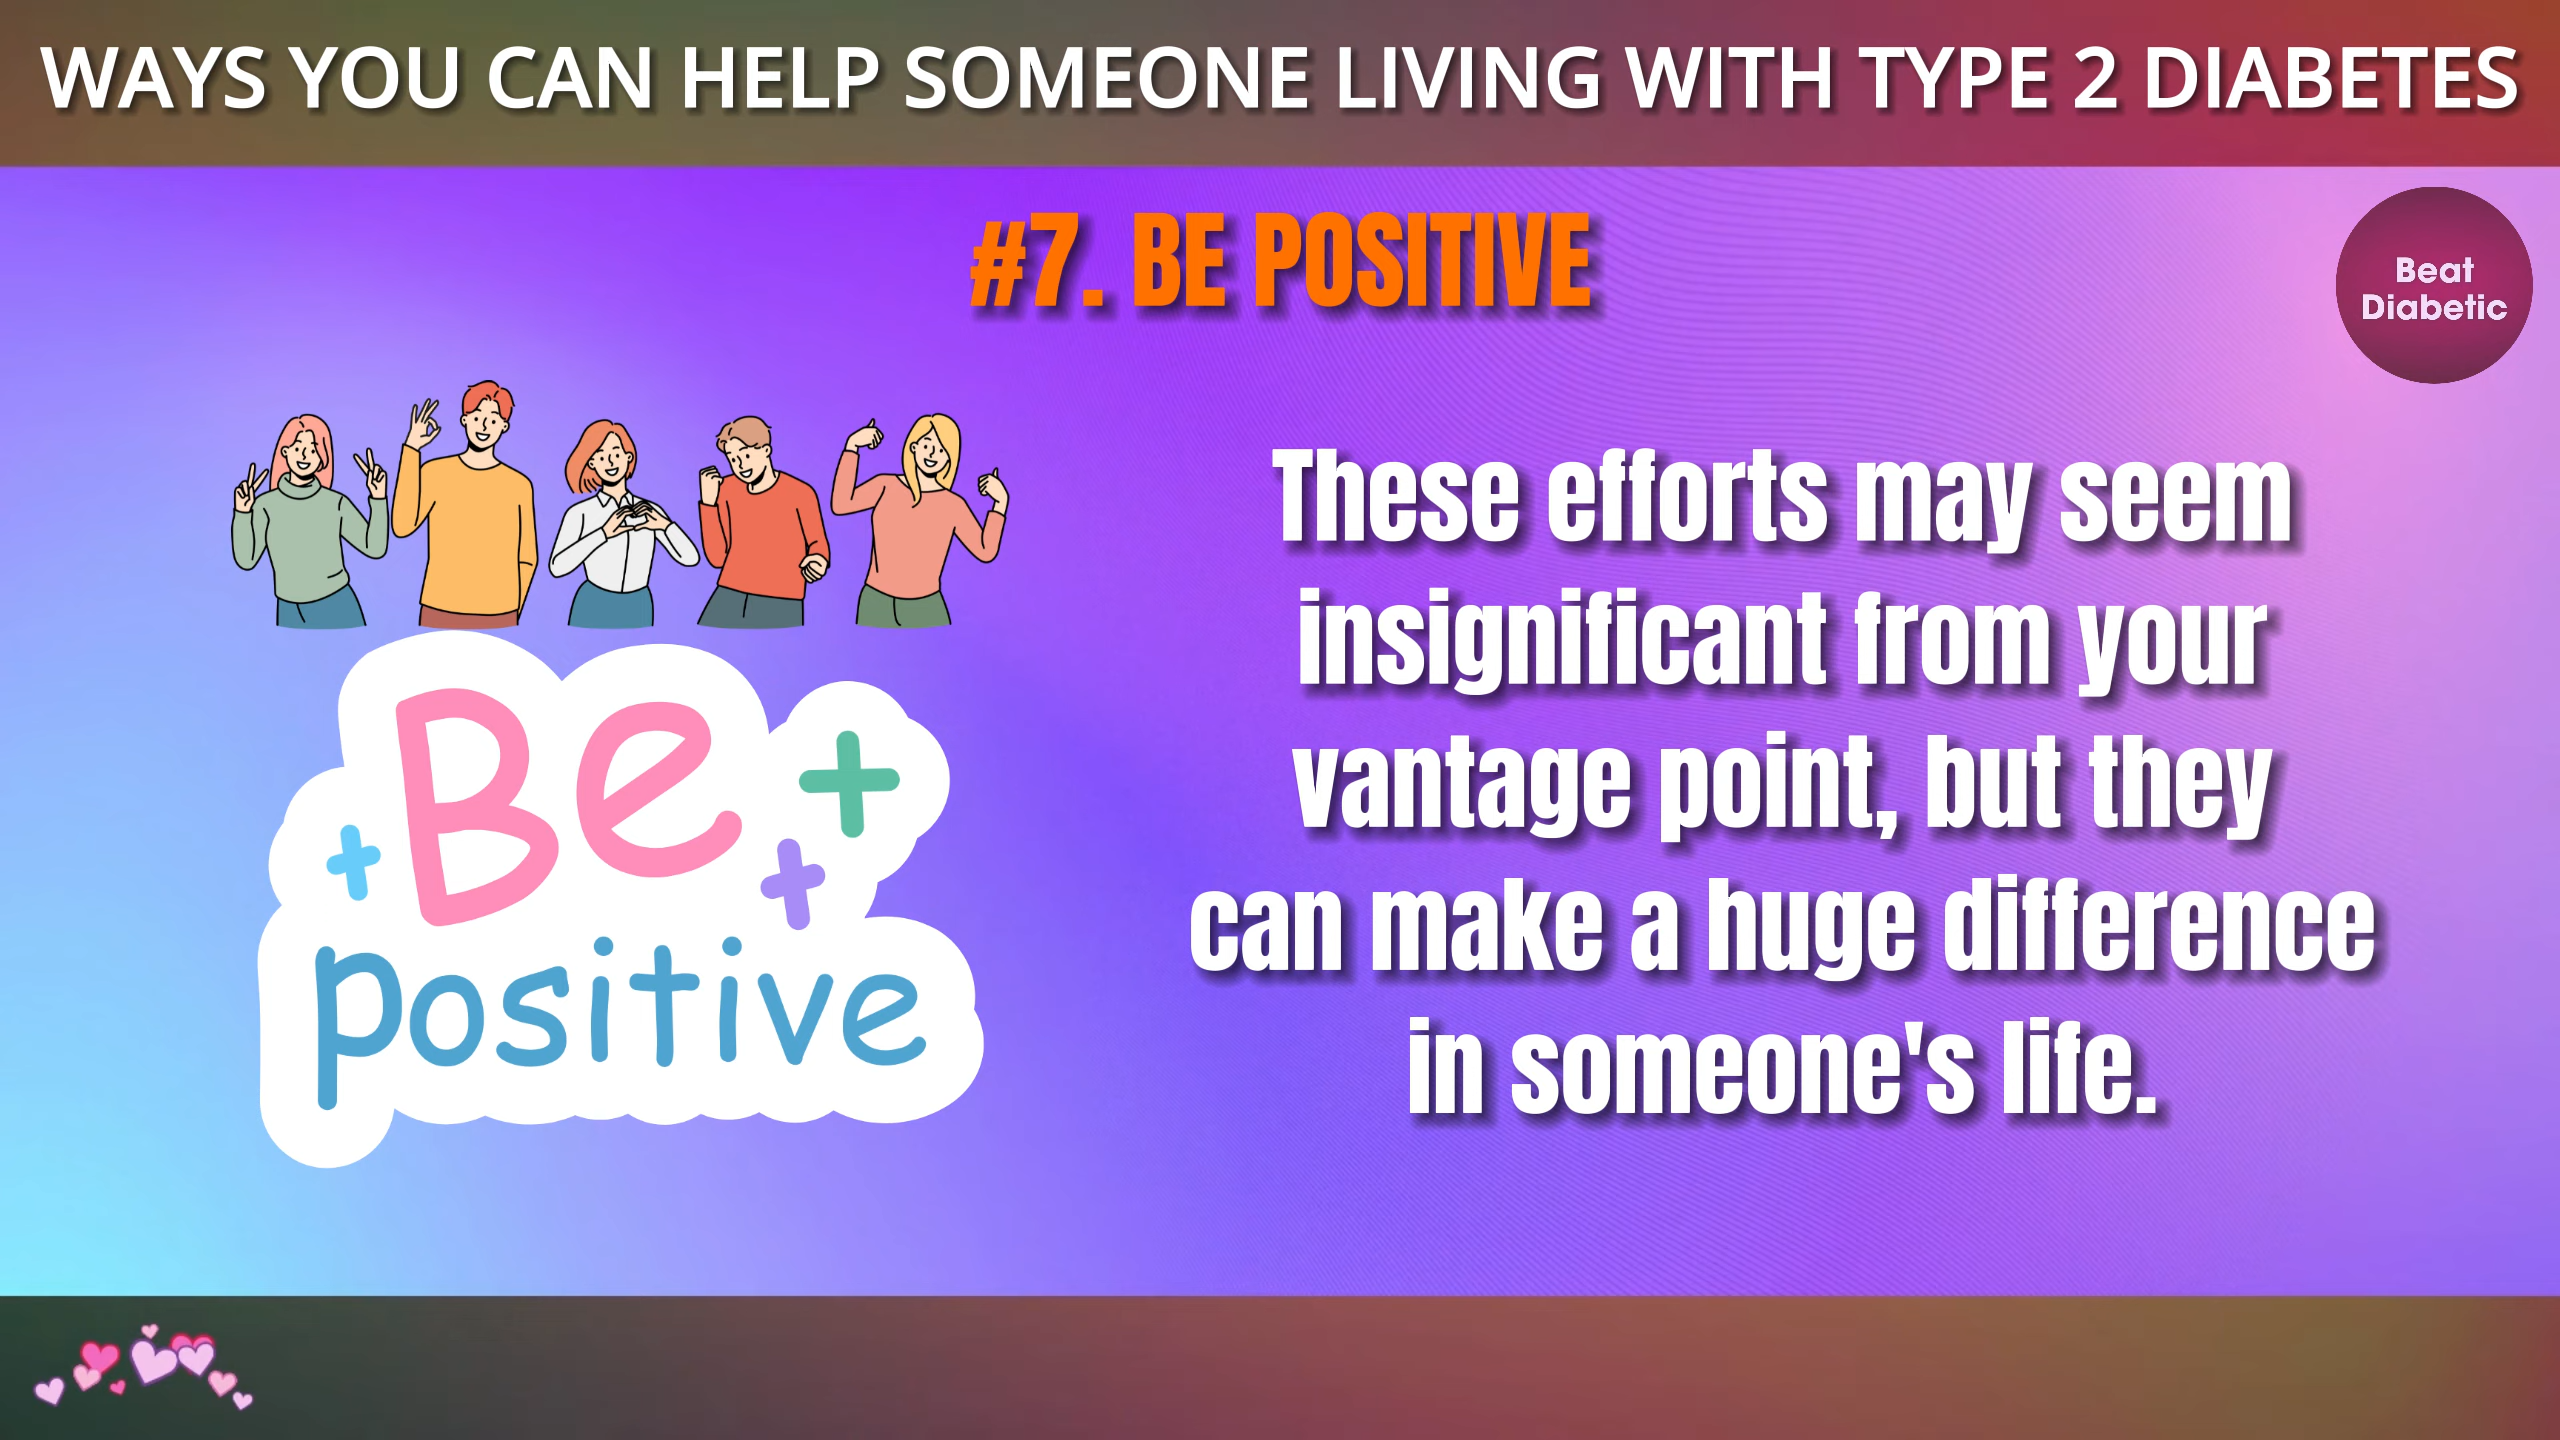 WAYS YOU CAN HELP SOMEONE LIVING WITH TYPE 2 DIABETES
#7. BE POSITIVE
Beat
Diabetic
Be
positive
These efforts may seem
insignificant from your
vantage point, but they
can make a huge difference
in someone's life.